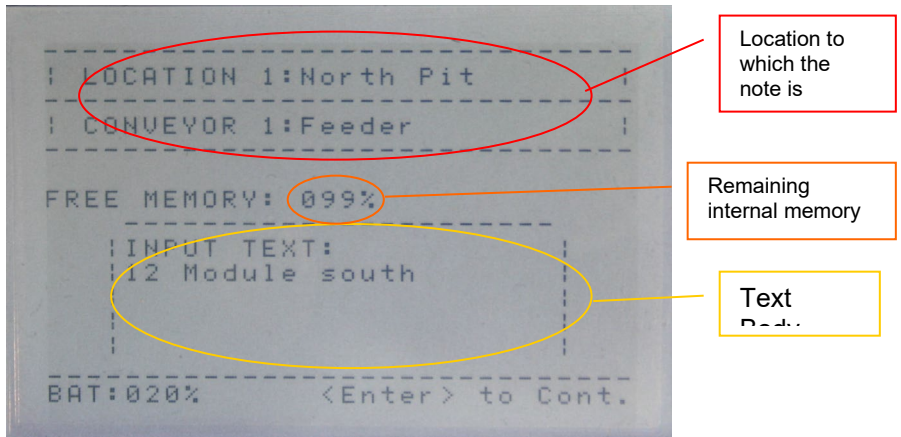 LOCATION 1:North Pit
CONVEYOR 1:Feeder
FREE MEMORY: 099%
INPUT TEXT:
12 Module south
BAT:020% <Enter> to Cont.
Location to
which the
note is
Remaining
internal memory
Text
Body